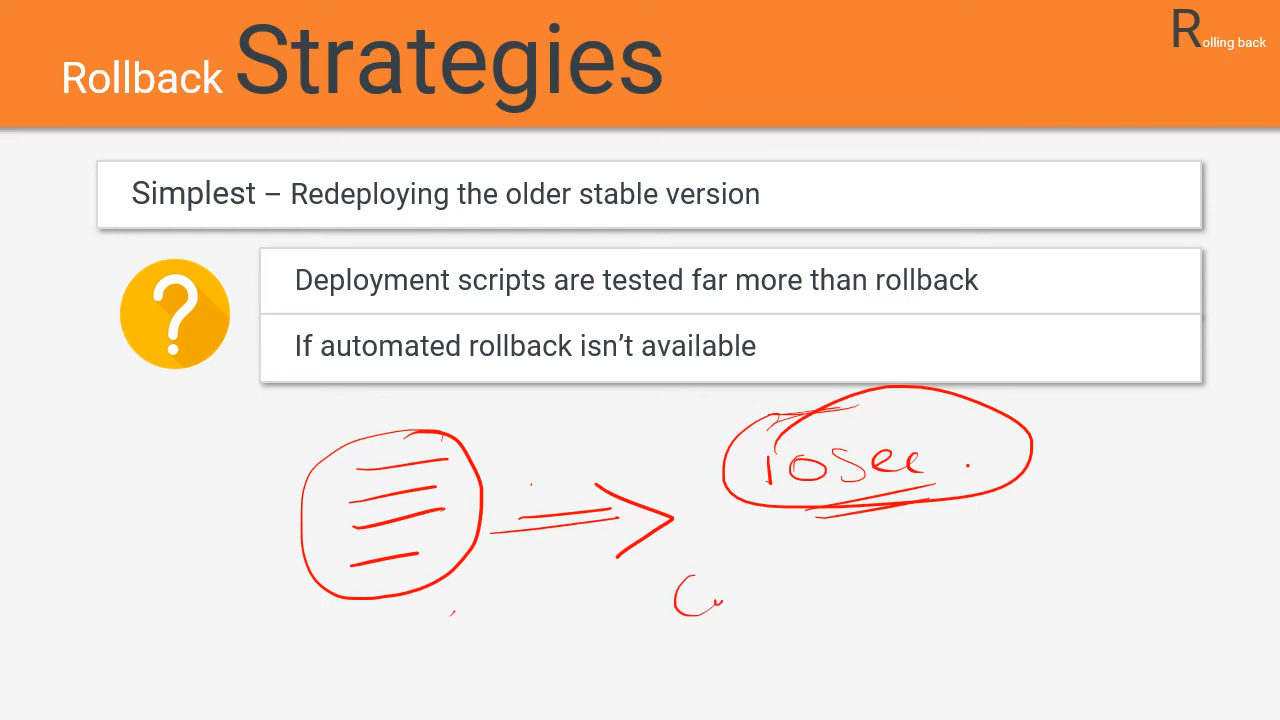 Rollback Strategies
Rolling back
Simplest – Redeploying the older stable version
Deployment scripts are tested far more than rollback
If automated rollback isn’t available
10sec.